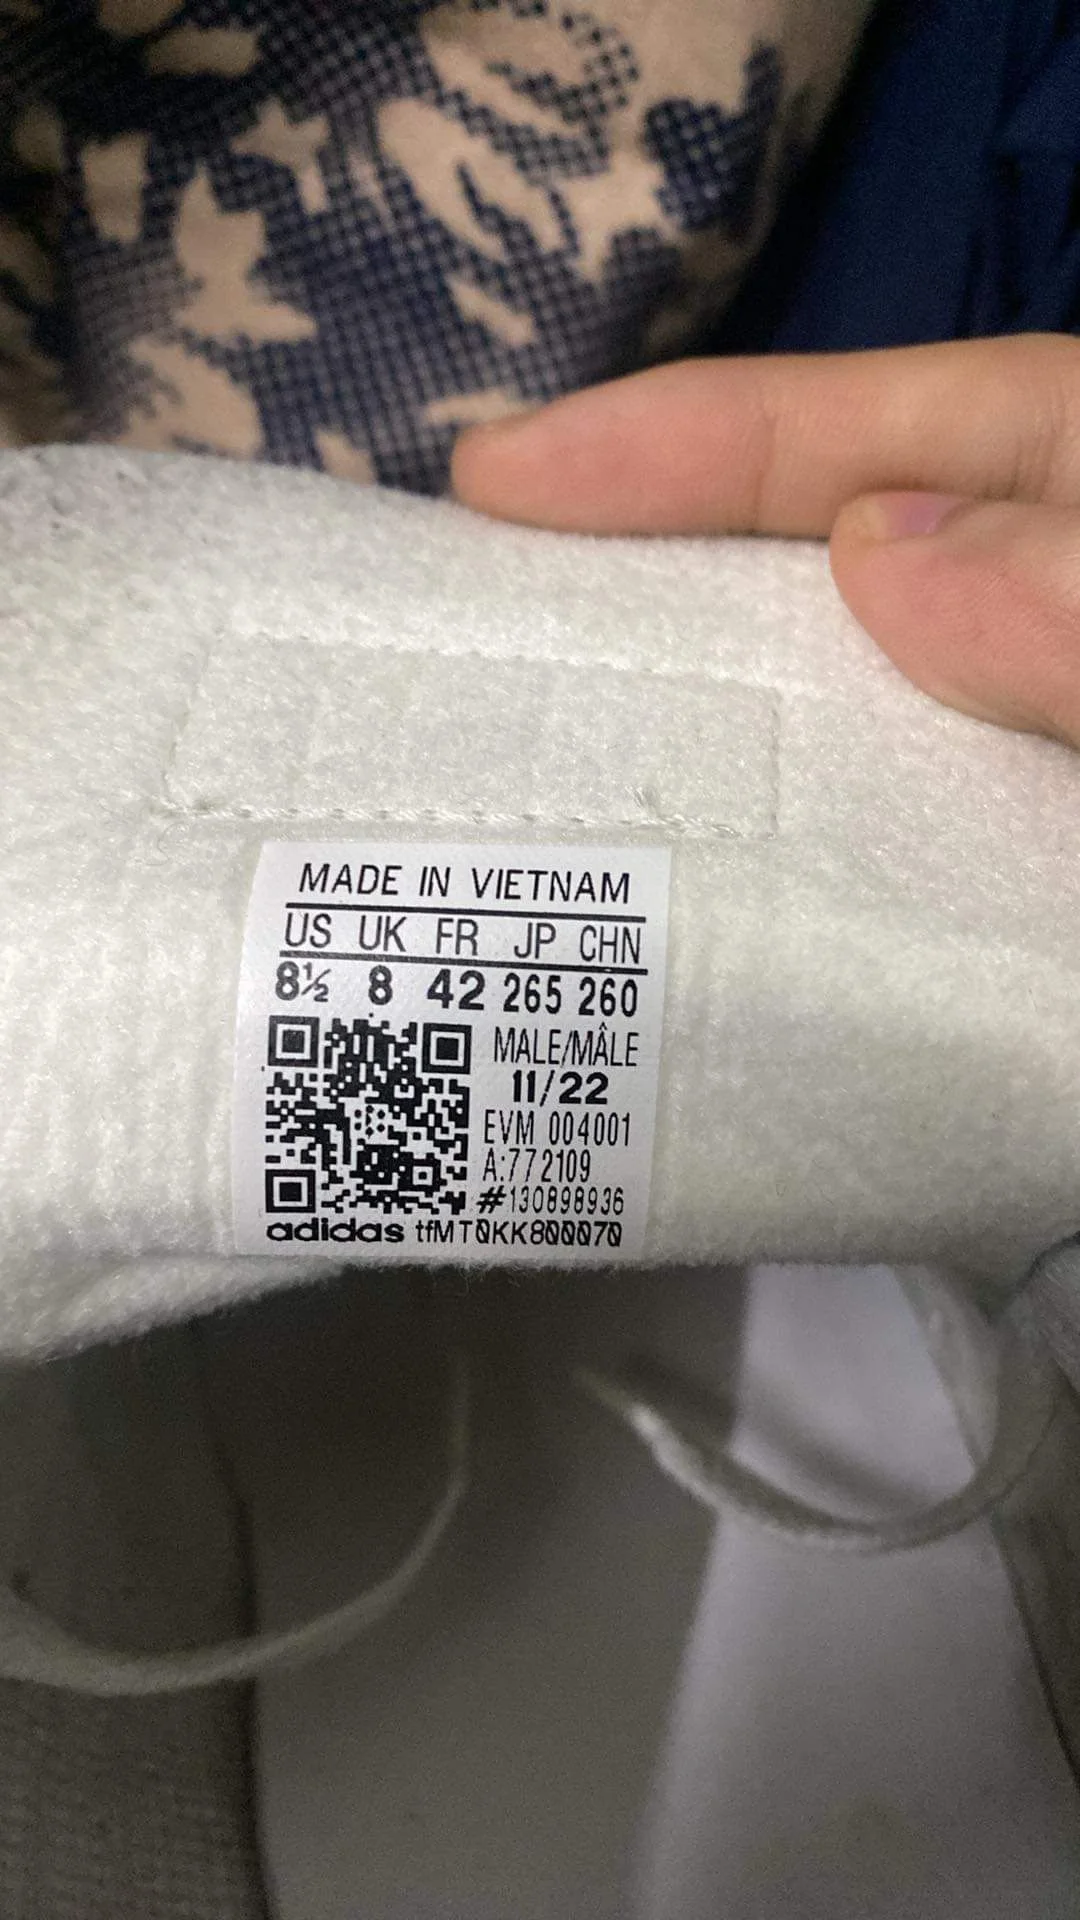 MADE IN VIETNAM
US UK FR JP CHN
8½ 8 42 265 260
MALE/MÂLE
11/22
EVM 004001
A:772109
#130898936
adidas tfMT0KK800070